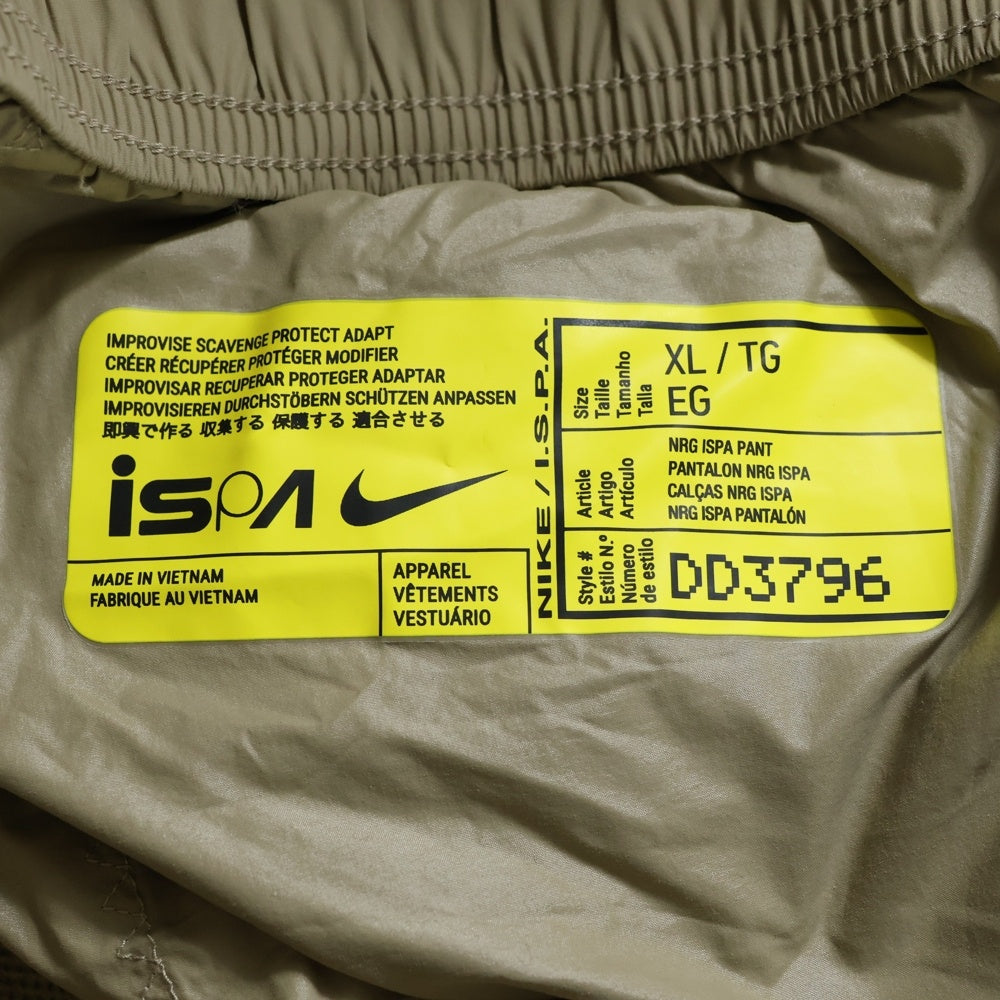 IMPROVISE SCAVENGE PROTECT ADAPT
CRÉER RÉCUPÉRER PROTÉGER MODIFIER
IMPROVISAR RECUPERAR PROTEGER ADAPTAR
IMPROVISIEREN DURCHSTÖBERN SCHÜTZEN ANPASSEN
即興で作る 収集する 保護する 適合させる
ISPA
MADE IN VIETNAM
FABRIQUE AU VIETNAM
APPAREL
VÊTEMENTS
VESTUÁRIO
NIKE / I.S.P.A.
Size
Taille
Tamanho
Talla
XL / TG
EG
Article
Artigo
Artículo
NRG ISPA PANT
PANTALON NRG ISPA
CALÇAS NRG ISPA
NRG ISPA PANTALÓN
Style #
Estilo N.º
Número
de estilo
DD3796